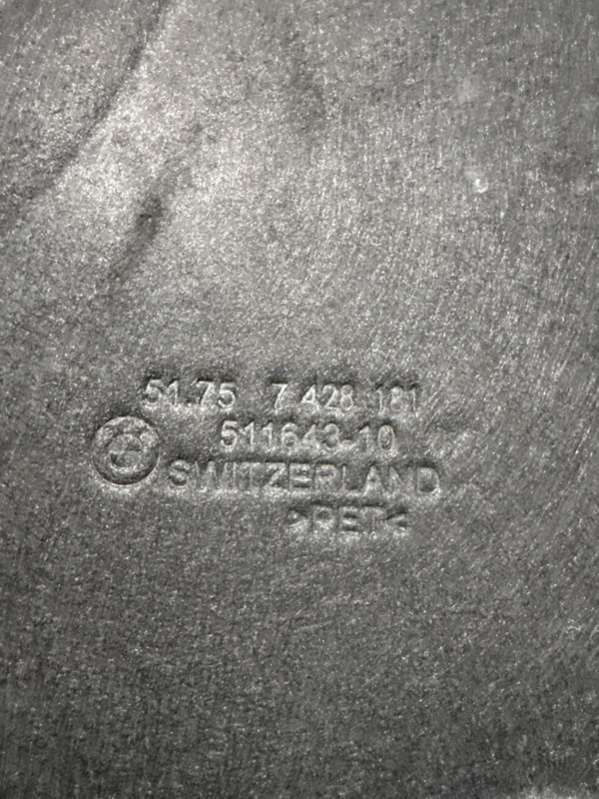 51.75 7 428 181
511643-10
SWITZERLAND
>PET<